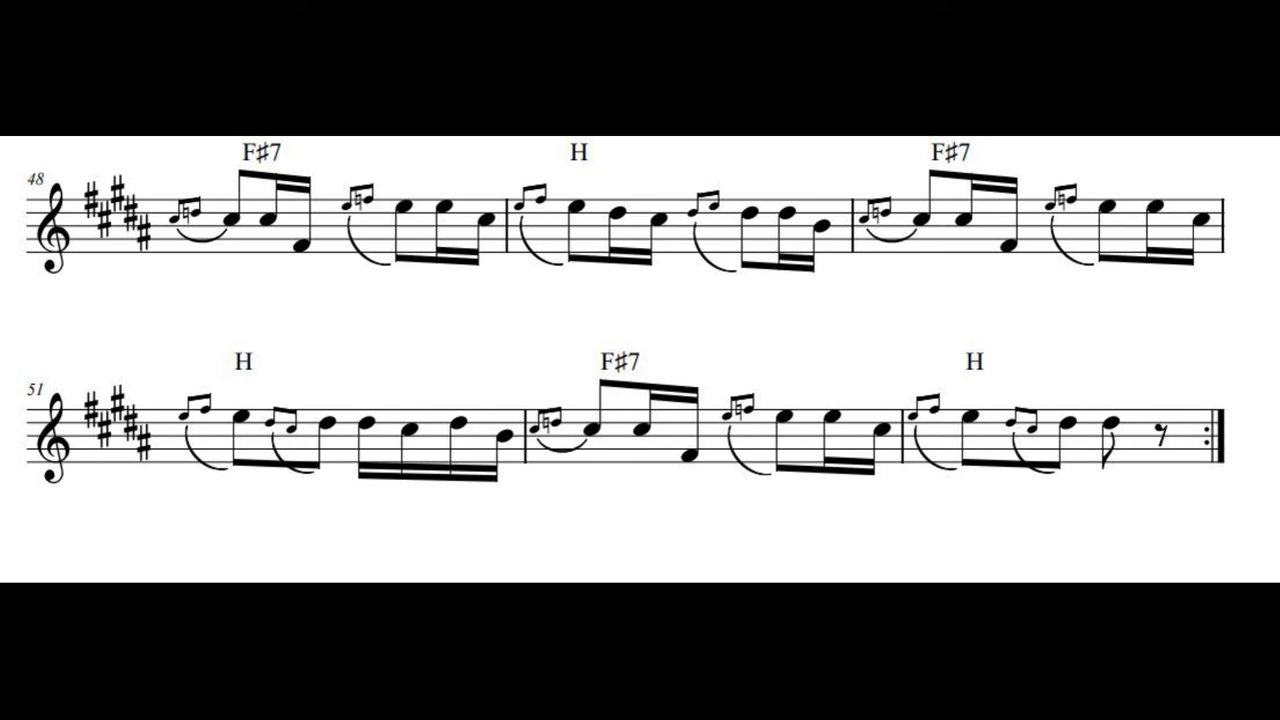 F♯7 H F♯7
48
H F♯7 H
51